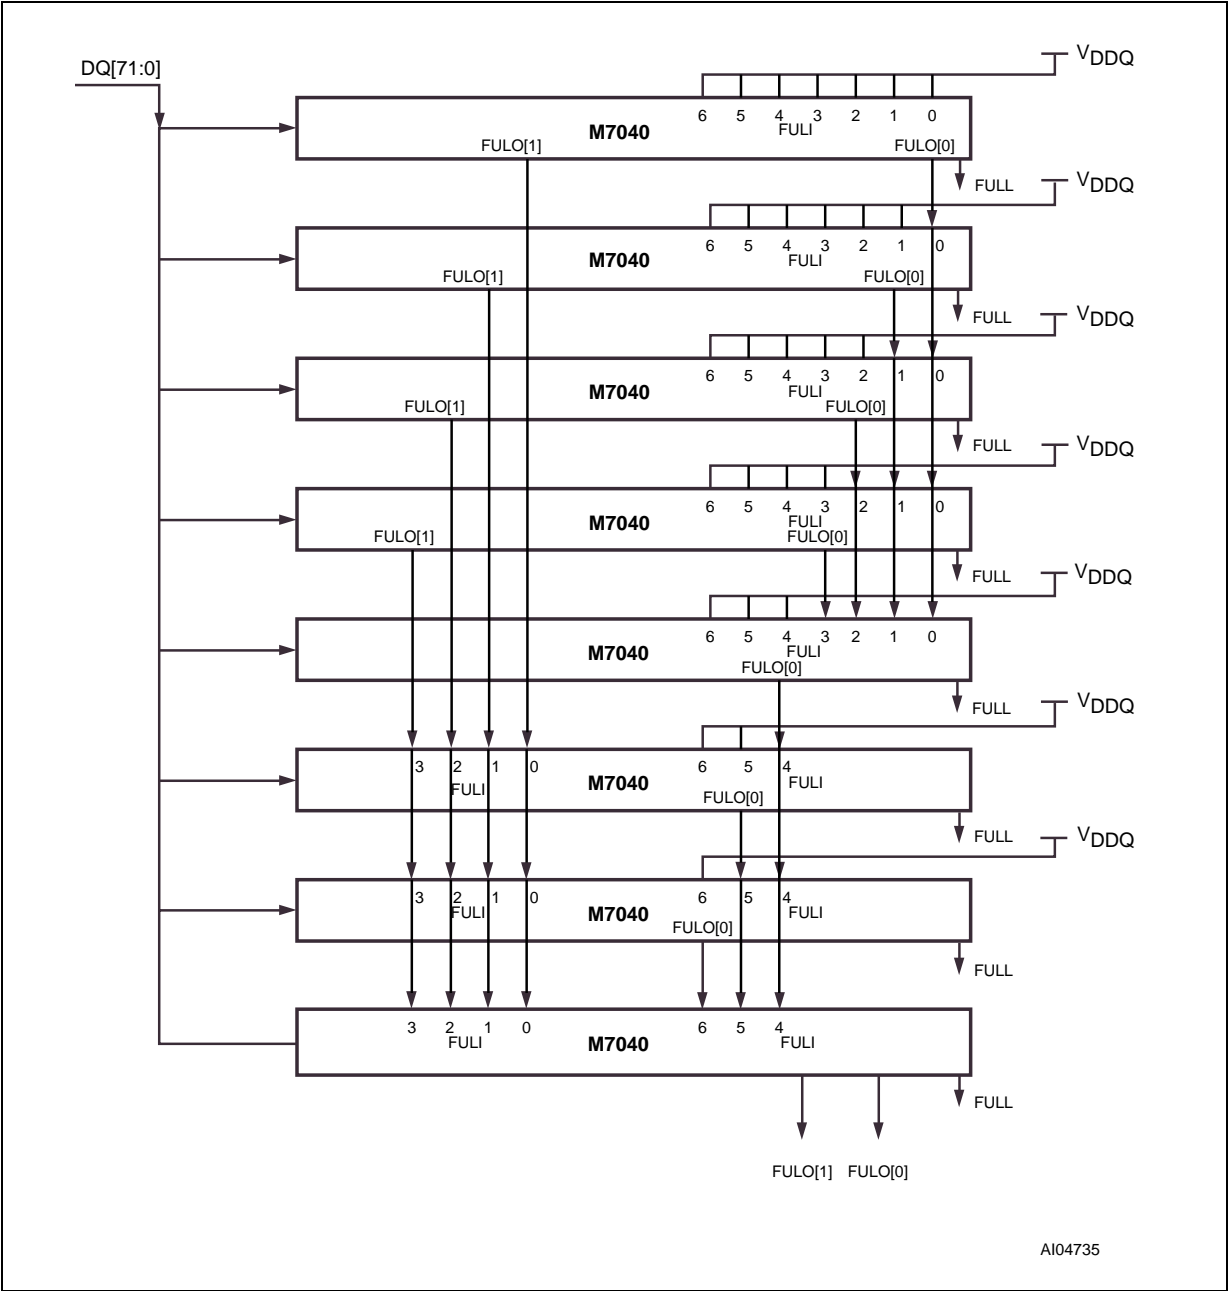 DQ[71:0]
VDDQ
6 5 4 3 2 1 0
FULI
M7040
FULO[1] FULO[0]
FULL
VDDQ
6 5 4 3 2 1 0
FULI
M7040
FULO[1] FULO[0]
FULL
VDDQ
6 5 4 3 2 1 0
FULI
M7040
FULO[1] FULO[0]
FULL
VDDQ
6 5 4 3 2 1 0
FULI
M7040
FULO[1] FULO[0]
FULL
VDDQ
6 5 4 3 2 1 0
FULI
M7040
FULO[0]
FULL
VDDQ
3 2 1 0 6 5 4
FULI M7040 FULI
FULO[0]
FULL
VDDQ
3 2 1 0 6 5 4
FULI M7040 FULI
FULO[0]
FULL
3 2 1 0 6 5 4
FULI M7040 FULI
FULL
FULO[1] FULO[0]
AI04735